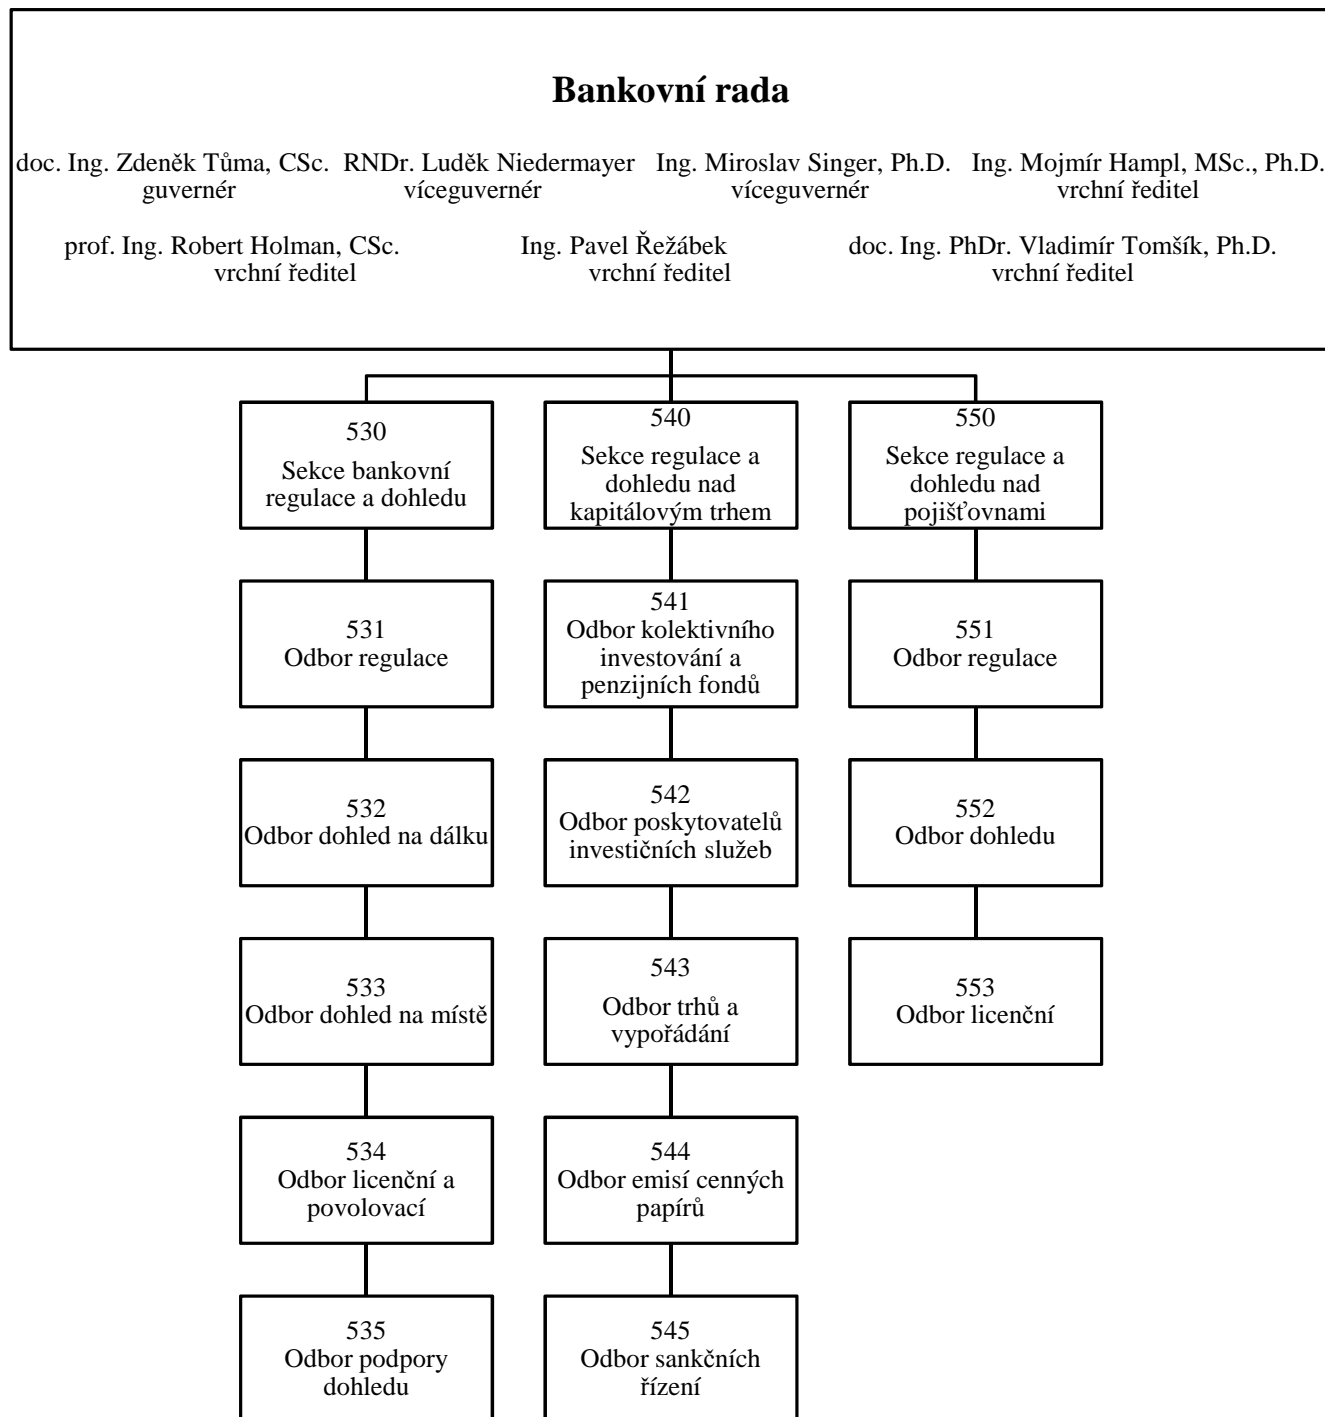 Bankovní rada
doc. Ing. Zdeněk Tůma, CSc. RNDr. Luděk Niedermayer Ing. Miroslav Singer, Ph.D. Ing. Mojmír Hampl, MSc., Ph.D.
guvernér víceguvernér víceguvernér vrchní ředitel
prof. Ing. Robert Holman, CSc. Ing. Pavel Řežábek doc. Ing. PhDr. Vladimír Tomšík, Ph.D.
vrchní ředitel vrchní ředitel vrchní ředitel
530
Sekce bankovní
regulace a dohledu
540
Sekce regulace a
dohledu nad
kapitálovým trhem
550
Sekce regulace a
dohledu nad
pojišťovnami
531
Odbor regulace
541
Odbor kolektivního
investování a
penzijních fondů
551
Odbor regulace
532
Odbor dohled na dálku
542
Odbor poskytovatelů
investičních služeb
552
Odbor dohledu
533
Odbor dohled na místě
543
Odbor trhů a
vypořádání
553
Odbor licenční
534
Odbor licenční a
povolovací
544
Odbor emisí cenných
papírů
535
Odbor podpory
dohledu
545
Odbor sankčních
řízení